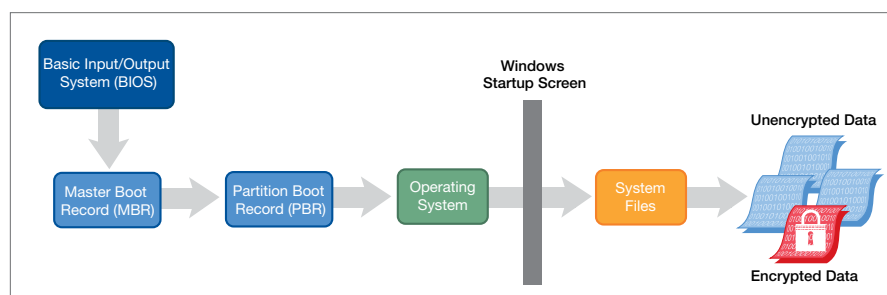 Basic Input/Output
System (BIOS)
Master Boot
Record (MBR)
Partition Boot
Record (PBR)
Operating
System
Windows
Startup Screen
System
Files
Unencrypted Data
Encrypted Data